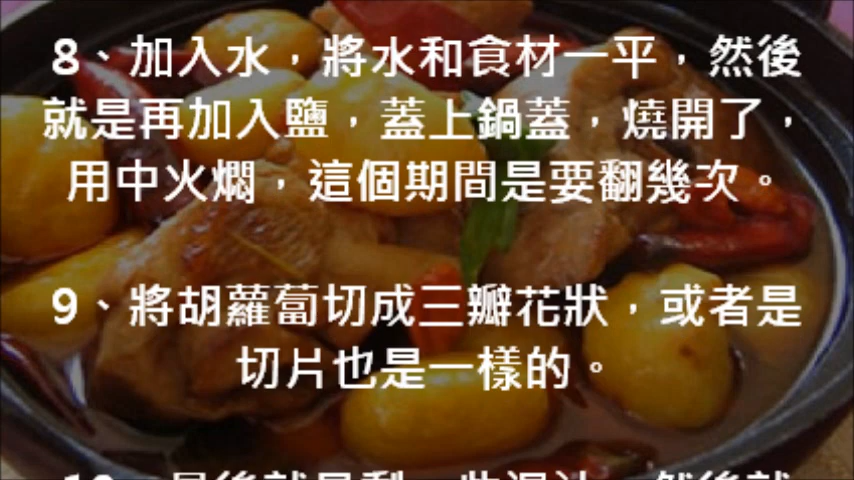 8、加入水，將水和食材一平，然後
就是再加入鹽，蓋上鍋蓋，燒開了，
用中火燜，這個期間是要翻幾次。
9、將胡蘿蔔切成三瓣花狀，或者是
切片也是一樣的。